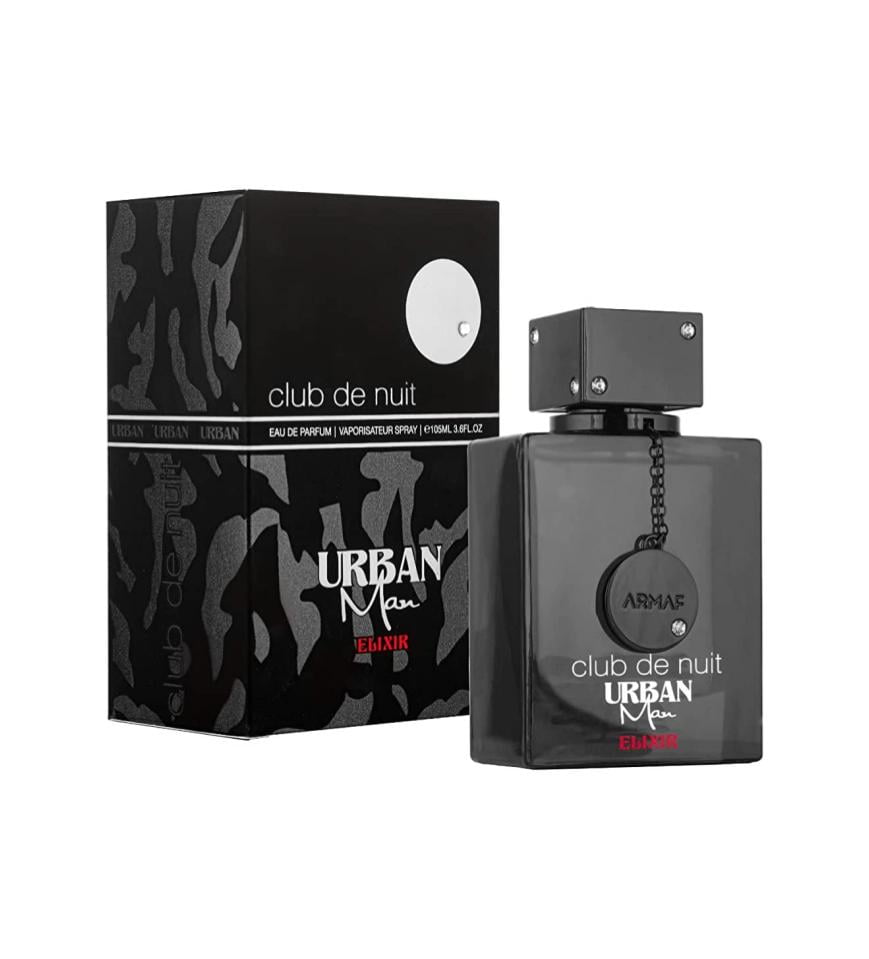 club de nuit
URBAN URBAN URBAN
EAU DE PARFUM | VAPORISATEUR SPRAY | ℮105ML 3.6FL.OZ
club de nuit
URBAN
Man
ELIXIR
ARMAF
club de nuit
URBAN
Man
ELIXIR